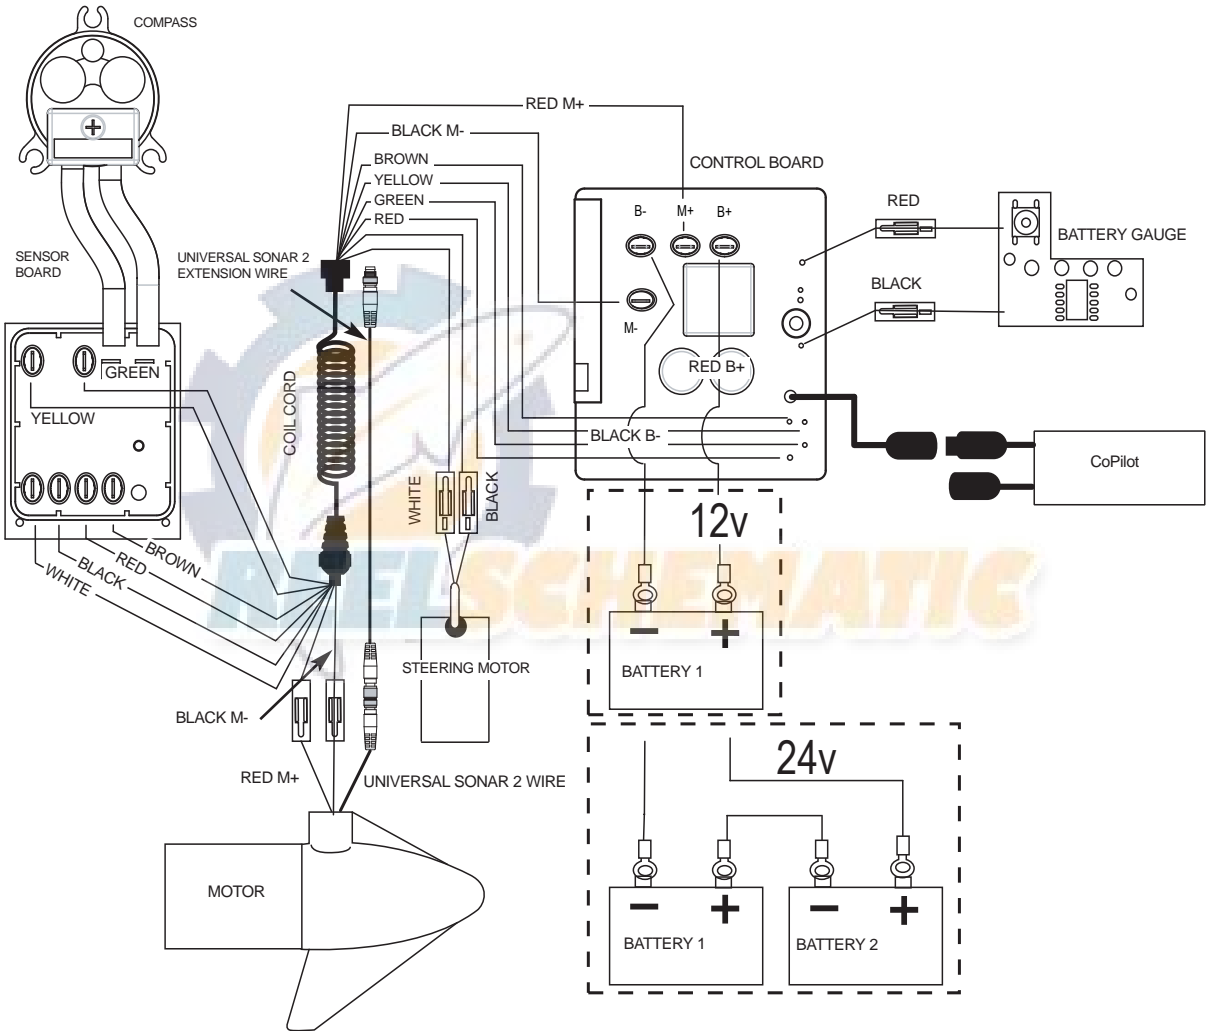 COMPASS
RED M+
BLACK M-
BROWN
YELLOW
GREEN
RED
CONTROL BOARD
B-
M+
B+
M-
RED B+
BLACK B-
RED
BLACK
BATTERY GAUGE
CoPilot
SENSOR
BOARD
UNIVERSAL SONAR 2
EXTENSION WIRE
GREEN
YELLOW
COIL CORD
WHITE
BLACK
BROWN
RED
BLACK
WHITE
REELSCHEMATIC
STEERING MOTOR
BLACK M-
RED M+
UNIVERSAL SONAR 2 WIRE
MOTOR
12v
- +
BATTERY 1
24v
- +
BATTERY 1
- +
BATTERY 2